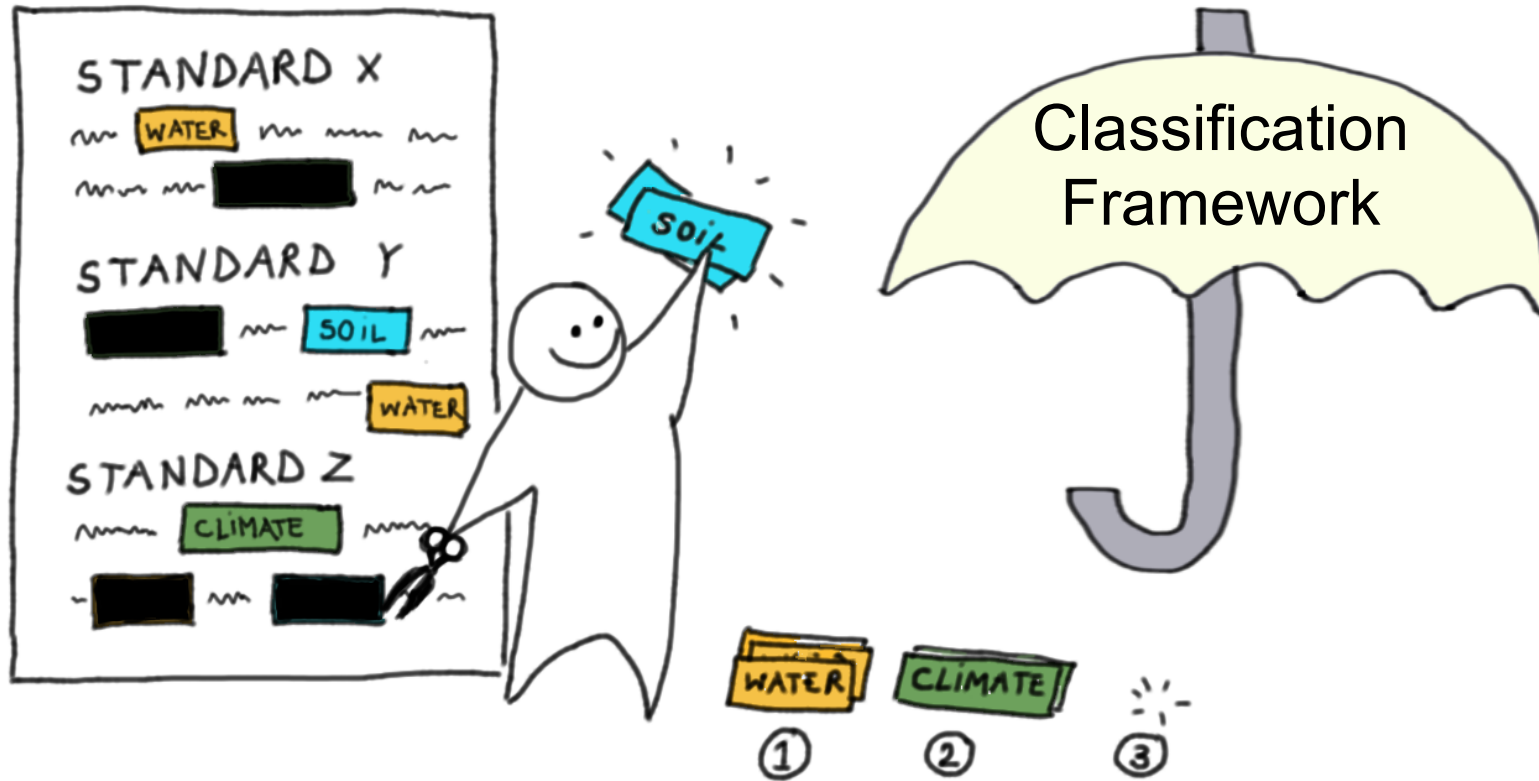 STANDARD X
WATER
STANDARD Y
SOIL
WATER
STANDARD Z
CLIMATE
SOIL
Classification
Framework
WATER
CLIMATE
1
2
3